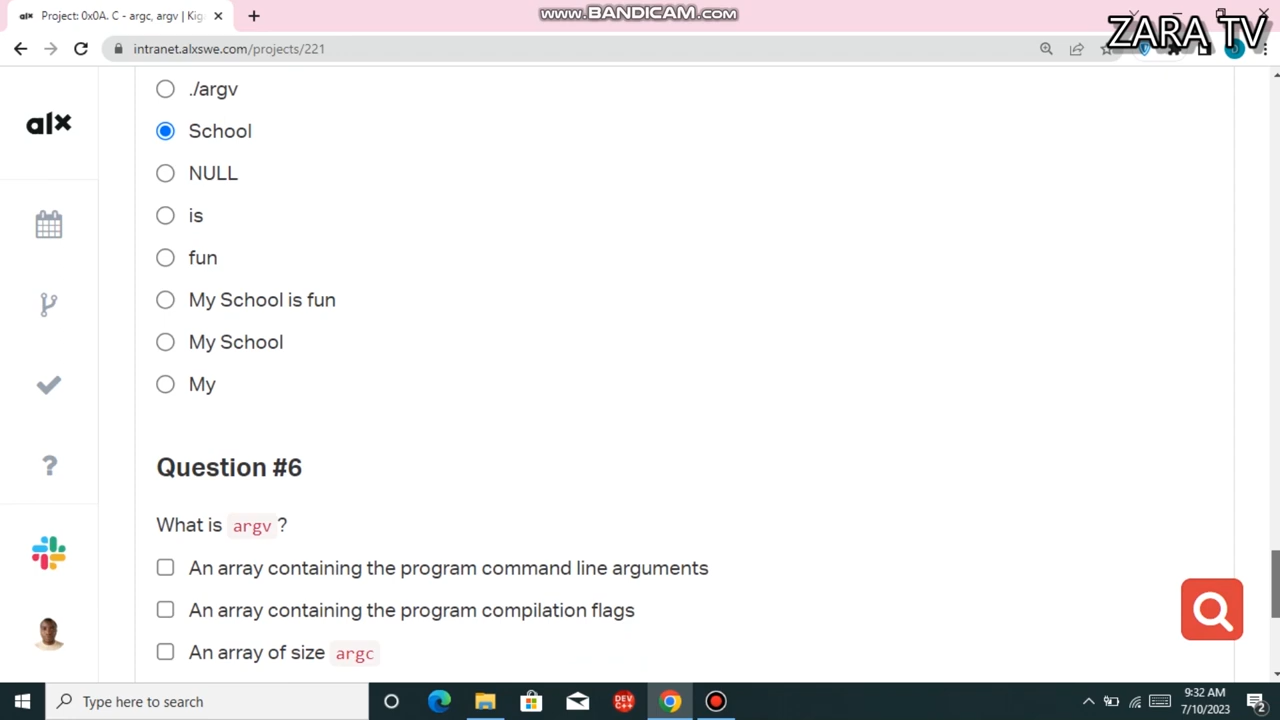 Project: 0x0A. C - argc, argv | Kig
www.BANDICAM.com
ZARA TV
intranet.alxswe.com/projects/221
alx
./argv
School
NULL
is
fun
My School is fun
My School
My
Question #6
What is argv ?
An array containing the program command line arguments
An array containing the program compilation flags
An array of size argc
Type here to search
DEV C++
9:32 AM
7/10/2023
2